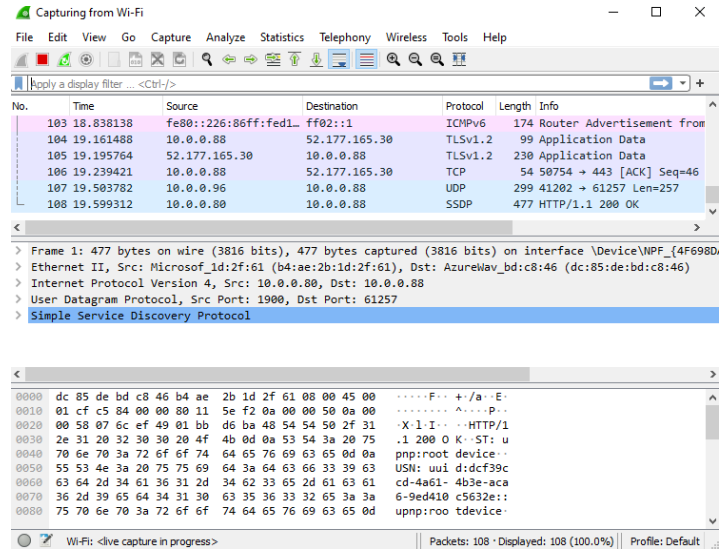 Capturing from Wi-Fi
File Edit View Go Capture Analyze Statistics Telephony Wireless Tools Help
Apply a display filter ... <Ctrl-/>
No. Time Source Destination Protocol Length Info
103 18.838138 fe80::226:86ff:fed1… ff02::1 ICMPv6 174 Router Advertisement from
104 19.161488 10.0.0.88 52.177.165.30 TLSv1.2 99 Application Data
105 19.195764 52.177.165.30 10.0.0.88 TLSv1.2 230 Application Data
106 19.239421 10.0.0.88 52.177.165.30 TCP 54 50754 → 443 [ACK] Seq=46
107 19.503782 10.0.0.96 10.0.0.88 UDP 299 41202 → 61257 Len=257
108 19.599312 10.0.0.80 10.0.0.88 SSDP 477 HTTP/1.1 200 OK
> Frame 1: 477 bytes on wire (3816 bits), 477 bytes captured (3816 bits) on interface \Device\NPF_{4F698D
> Ethernet II, Src: Microsof_1d:2f:61 (b4:ae:2b:1d:2f:61), Dst: AzureWav_bd:c8:46 (dc:85:de:bd:c8:46)
> Internet Protocol Version 4, Src: 10.0.0.80, Dst: 10.0.0.88
> User Datagram Protocol, Src Port: 1900, Dst Port: 61257
> Simple Service Discovery Protocol
0000 dc 85 de bd c8 46 b4 ae 2b 1d 2f 61 08 00 45 00 ·····F·· +·/a··E·
0010 01 cf c5 84 00 00 80 11 5e f2 0a 00 00 50 0a 00 ········ ^····P··
0020 00 58 07 6c ef 49 01 bb d6 ba 48 54 54 50 2f 31 ·X·l·I·· ··HTTP/1
0030 2e 31 20 32 30 30 20 4f 4b 0d 0a 53 54 3a 20 75 .1 200 O K··ST: u
0040 70 6e 70 3a 72 6f 6f 74 64 65 76 69 63 65 0d 0a pnp:root device··
0050 55 53 4e 3a 20 75 75 69 64 3a 64 63 66 33 39 63 USN: uui d:dcf39c
0060 63 64 2d 34 61 36 31 2d 34 62 33 65 2d 61 63 61 cd-4a61- 4b3e-aca
0070 36 2d 39 65 64 34 31 30 63 35 36 33 32 65 3a 3a 6-9ed410 c5632e::
0080 75 70 6e 70 3a 72 6f 6f 74 64 65 76 69 63 65 0d upnp:roo tdevice·
Wi-Fi: <live capture in progress> Packets: 108 · Displayed: 108 (100.0%) Profile: Default